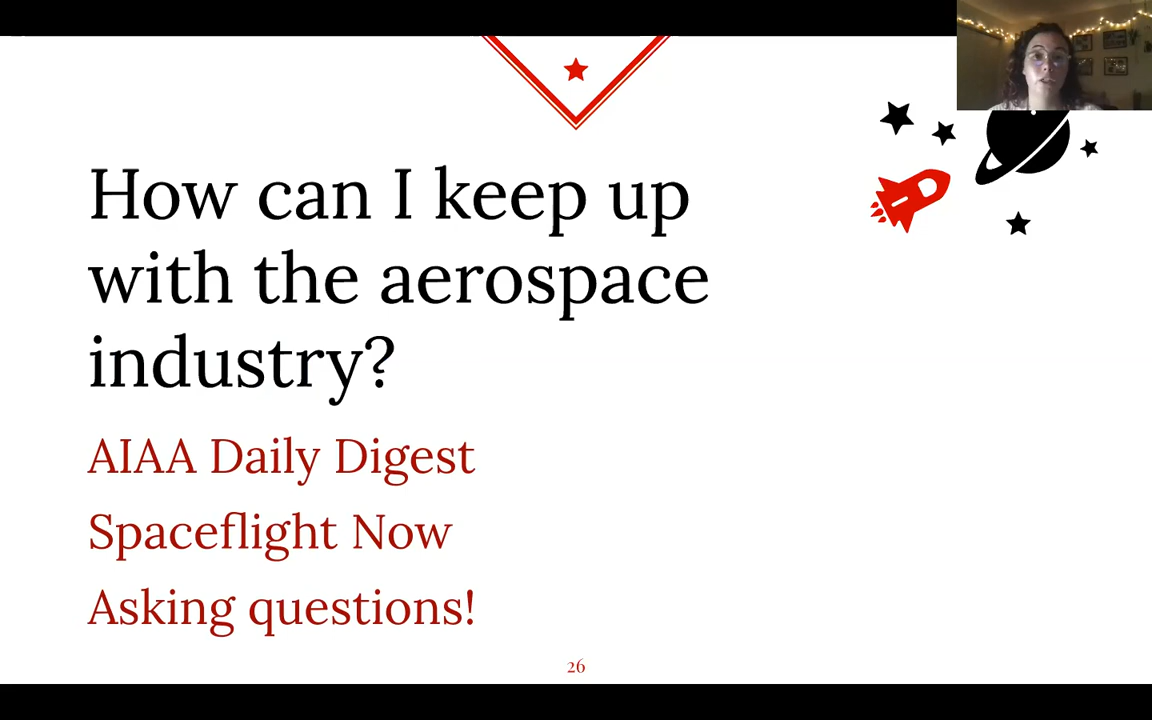 How can I keep up
with the aerospace
industry?
AIAA Daily Digest
Spaceflight Now
Asking questions!
26